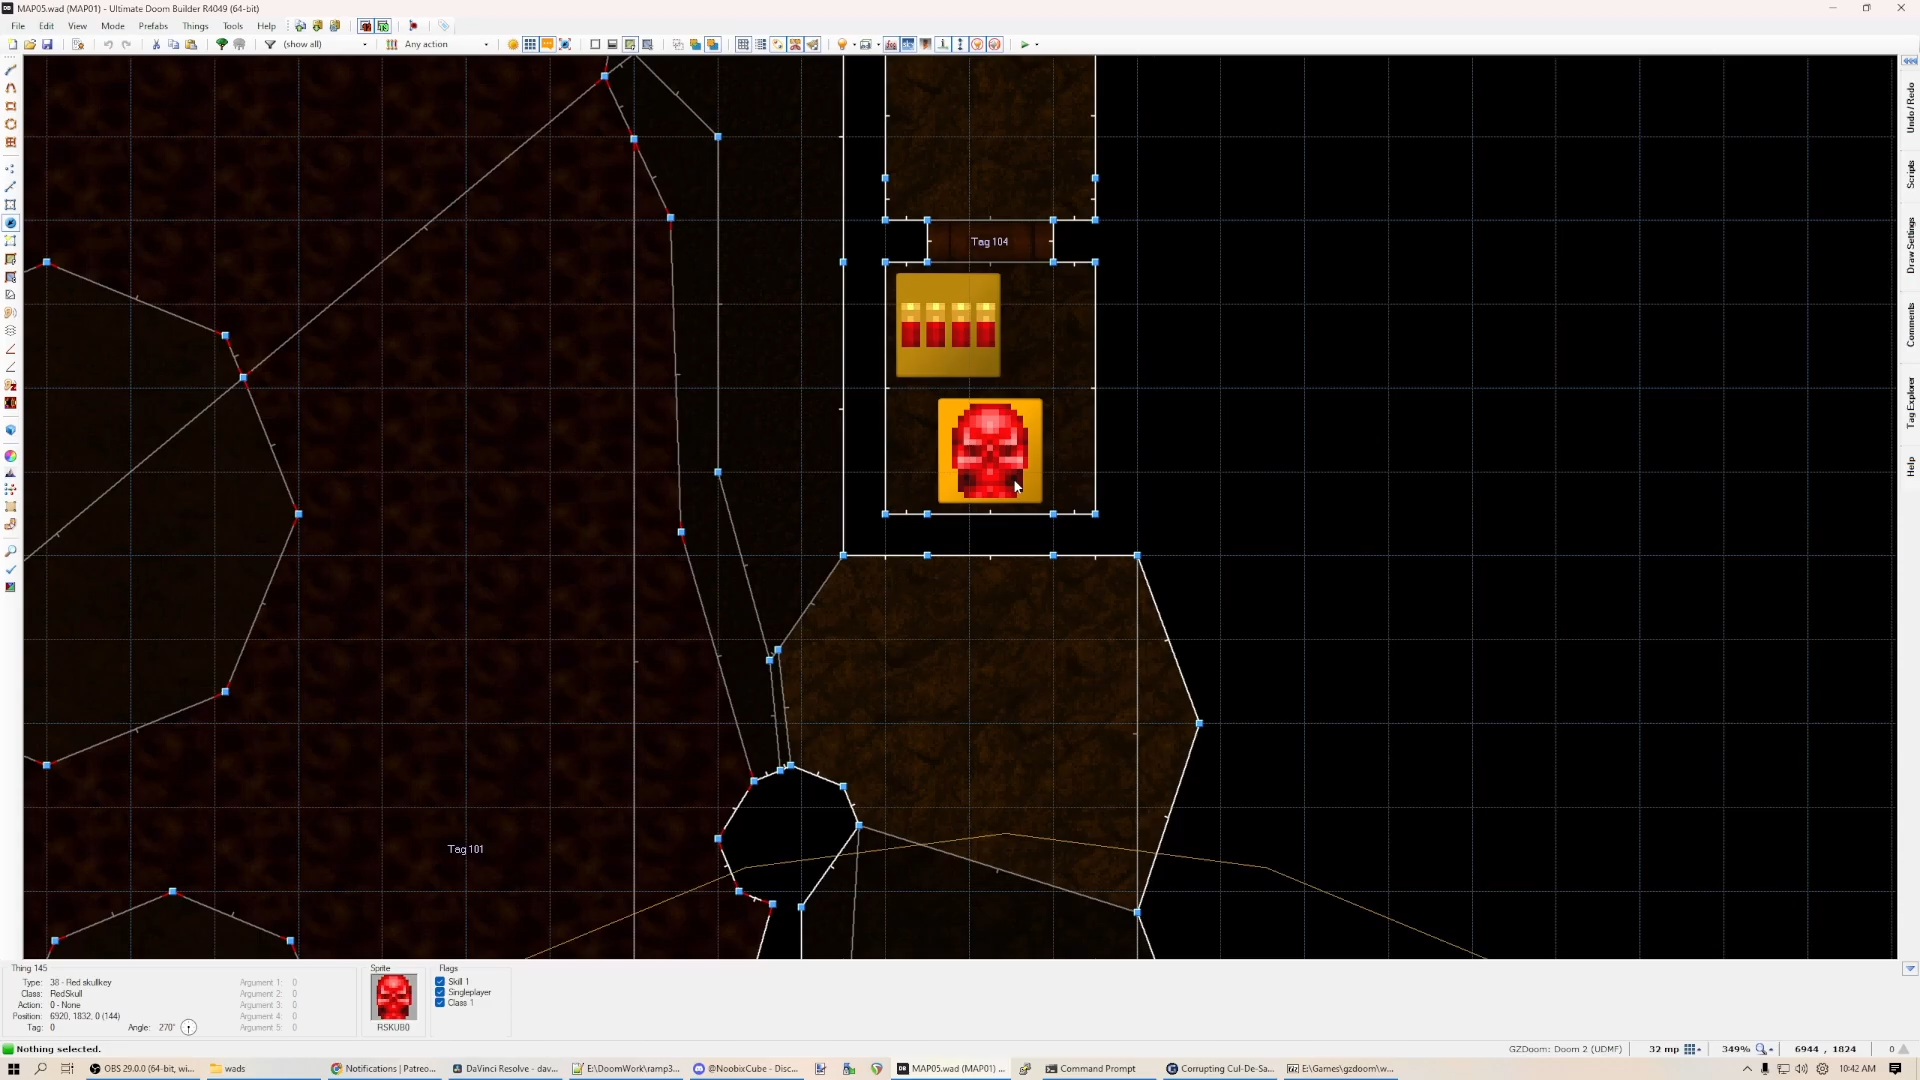 MAP05.wad (MAP01) - Ultimate Doom Builder R4049 (64-bit)
File Edit View Mode Prefabs Things Tools Help
(show all) Any action
Undo / Redo
Scripts
Draw Settings
Comments
Tag Explorer
Help
Tag 104
Tag 101
Thing 145
Type: 38 - Red skullkey
Class: RedSkull
Action: 0 - None
Position: 6920, 1832, 0 (144)
Tag: 0 Angle: 270°
Argument 1: 0
Argument 2: 0
Argument 3: 0
Argument 4: 0
Argument 5: 0
Sprite
RSKUB0
Flags
Skill 1
Singleplayer
Class 1
Nothing selected.
GZDoom: Doom 2 (UDMF) 32 mp 349% 6944 , 1824 0
OBS 29.0.0 (64-bit, wi... wads Notifications | Patreo... DaVinci Resolve - dav... E:\DoomWork\ramp3... @NoobixCube - Disc... MAP05.wad (MAP01) ... Command Prompt Corrupting Cul-De-Sa... E:\Games\gzdoom\w... 10:42 AM